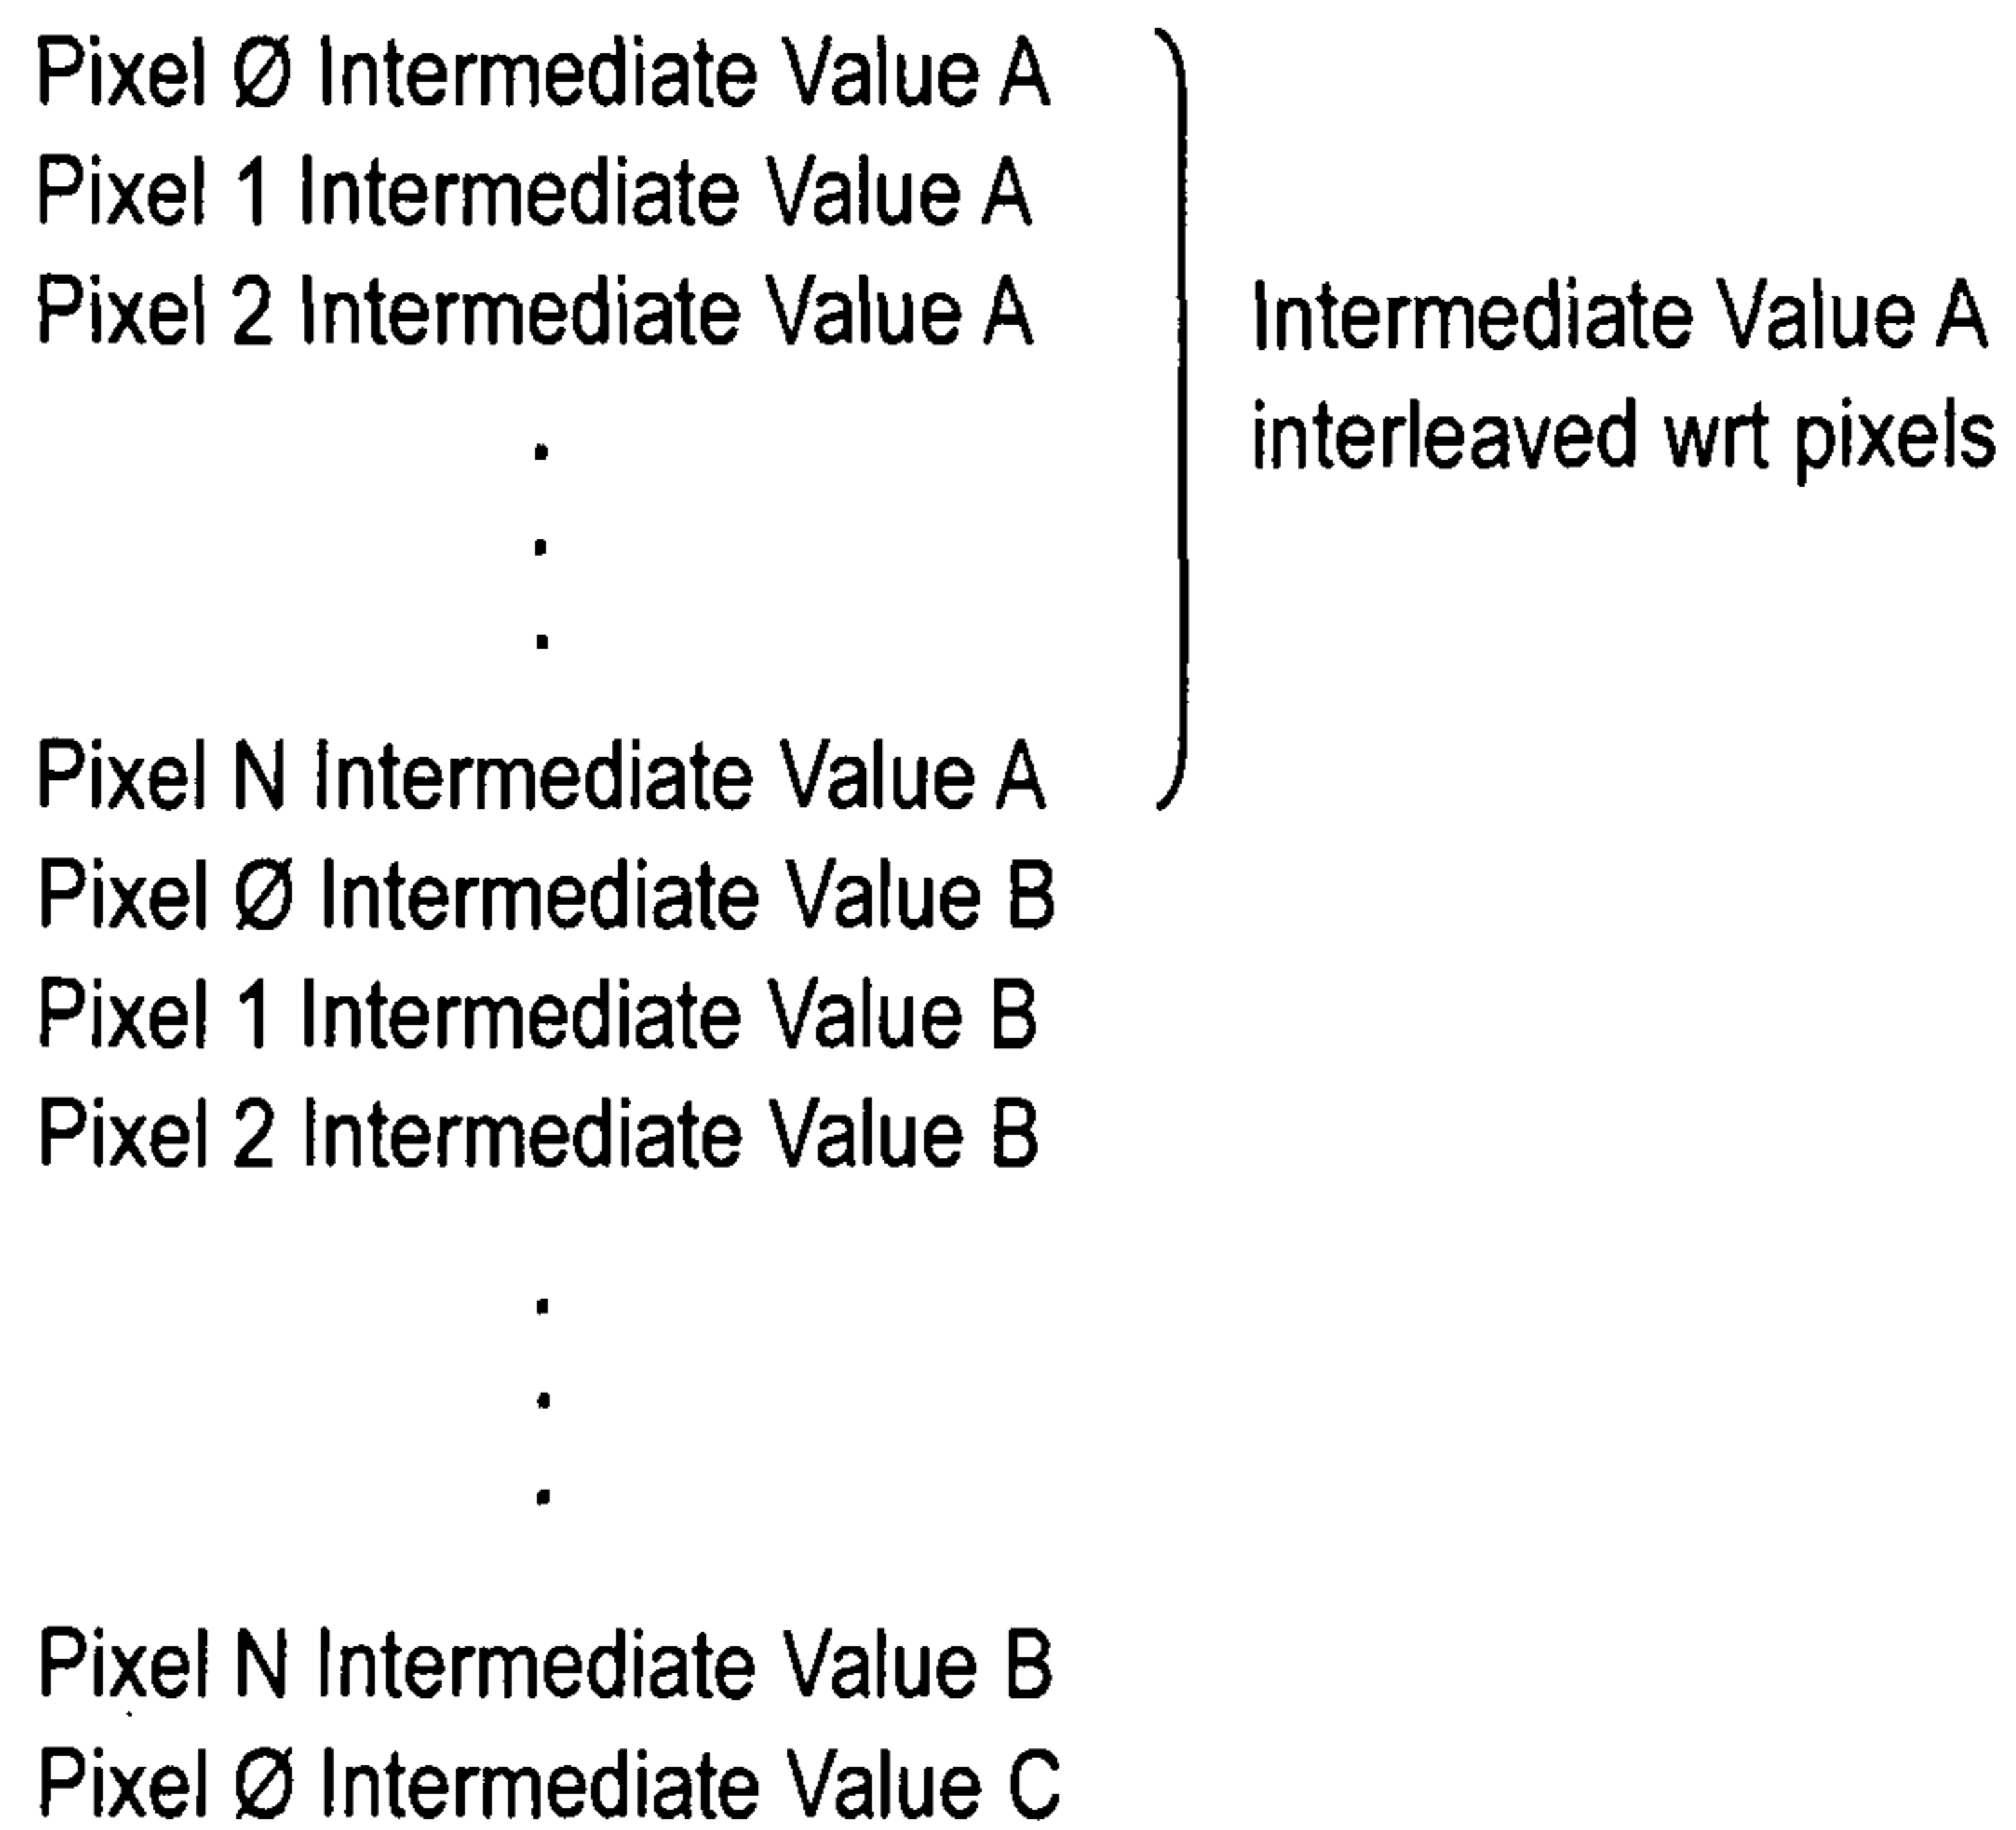 Pixel Ø Intermediate Value A
Pixel 1 Intermediate Value A
Pixel 2 Intermediate Value A
Intermediate Value A
interleaved wrt pixels
.
.
.
Pixel N Intermediate Value A
Pixel Ø Intermediate Value B
Pixel 1 Intermediate Value B
Pixel 2 Intermediate Value B
.
.
.
Pixel N Intermediate Value B
Pixel Ø Intermediate Value C